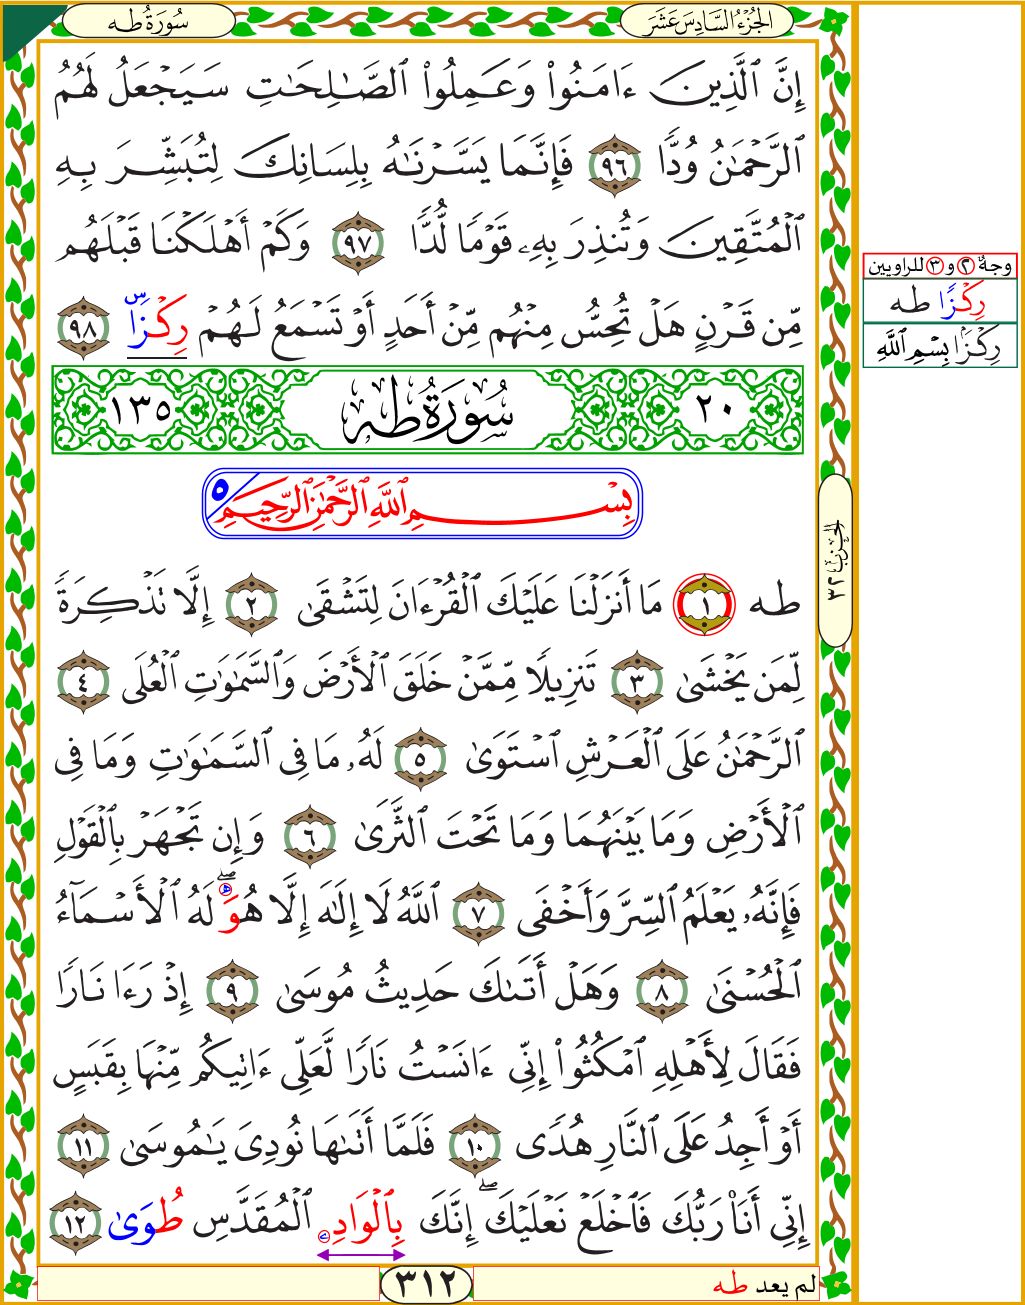 الجُزْءُ السَّادِسَ عَشَرَ
سُورَةُ طه
إِنَّ ٱلَّذِينَ ءَامَنُوا۟ وَعَمِلُوا۟ ٱلصَّـٰلِحَـٰتِ سَيَجْعَلُ لَهُمُ
ٱلرَّحْمَـٰنُ وُدًّا ٩٦ فَإِنَّمَا يَسَّرْنَـٰهُ بِلِسَانِكَ لِتُبَشِّرَ بِهِ
ٱلْمُتَّقِينَ وَتُنذِرَ بِهِۦ قَوْمًا لُّدًّا ٩٧ وَكَمْ أَهْلَكْنَا قَبْلَهُم
مِّن قَرْنٍ هَلْ تُحِسُّ مِنْهُم مِّنْ أَحَدٍ أَوْ تَسْمَعُ لَهُمْ رِكْزًاۜ ٩٨
وجهٌ ٢ و ٣ للراويين
رِكْزًا طه
رِكْزًا بِسْمِ ٱللَّهِ
٢٠ سُورَةُ طه ١٣٥
بِسْمِ ٱللَّهِ ٱلرَّحْمَـٰنِ ٱلرَّحِيمِ ٥
طه ١ مَا أَنزَلْنَا عَلَيْكَ ٱلْقُرْءَانَ لِتَشْقَى ٢ إِلَّا تَذْكِرَةً
لِّمَن يَخْشَىٰ ٣ تَنزِيلًا مِّمَّنْ خَلَقَ ٱلْأَرْضَ وَٱلسَّمَـٰوَٰتِ ٱلْعُلَى ٤
ٱلرَّحْمَـٰنُ عَلَى ٱلْعَرْشِ ٱسْتَوَىٰ ٥ لَهُۥ مَا فِى ٱلسَّمَـٰوَٰتِ وَمَا فِى
ٱلْأَرْضِ وَمَا بَيْنَهُمَا وَمَا تَحْتَ ٱلثَّرَىٰ ٦ وَإِن تَجْهَرْ بِٱلْقَوْلِ
فَإِنَّهُۥ يَعْلَمُ ٱلسِّرَّ وَأَخْفَى ٧ ٱللَّهُ لَا إِلَـٰهَ إِلَّا هُوَۖ لَهُ ٱلْأَسْمَآءُ
ٱلْحُسْنَىٰ ٨ وَهَلْ أَتَىٰكَ حَدِيثُ مُوسَىٰ ٩ إِذْ رَءَا نَارًا
فَقَالَ لِأَهْلِهِ ٱمْكُثُوا۟ إِنِّى ءَانَسْتُ نَارًا لَّعَلِّى ءَاتِيكُم مِّنْهَا بِقَبَسٍ
أَوْ أَجِدُ عَلَى ٱلنَّارِ هُدًى ١٠ فَلَمَّا أَتَىٰهَا نُودِىَ يَـٰمُوسَىٰ ١١
إِنِّى أَنَا۠ رَبُّكَ فَٱخْلَعْ نَعْلَيْكَۖ إِنَّكَ بِٱلْوَادِۦ ٱلْمُقَدَّسِ طُوَىٰ ١٢
الحزب ٣٢
لم يعد طه
٣١٢